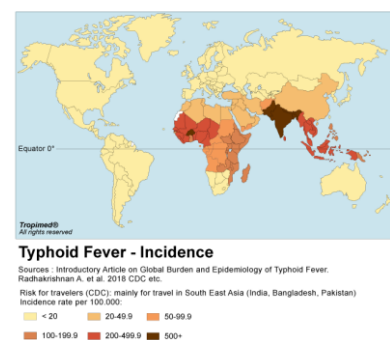 Equator 0°
Tropimed®
All rights reserved
Typhoid Fever - Incidence
Sources : Introductory Article on Global Burden and Epidemiology of Typhoid Fever.
Radhakrishnan A. et al. 2018 CDC etc.
Risk for travelers (CDC): mainly for travel in South East Asia (India, Bangladesh, Pakistan)
Incidence rate per 100.000:
< 20 20-49.9 50-99.9
100-199.9 200-499.9 500+